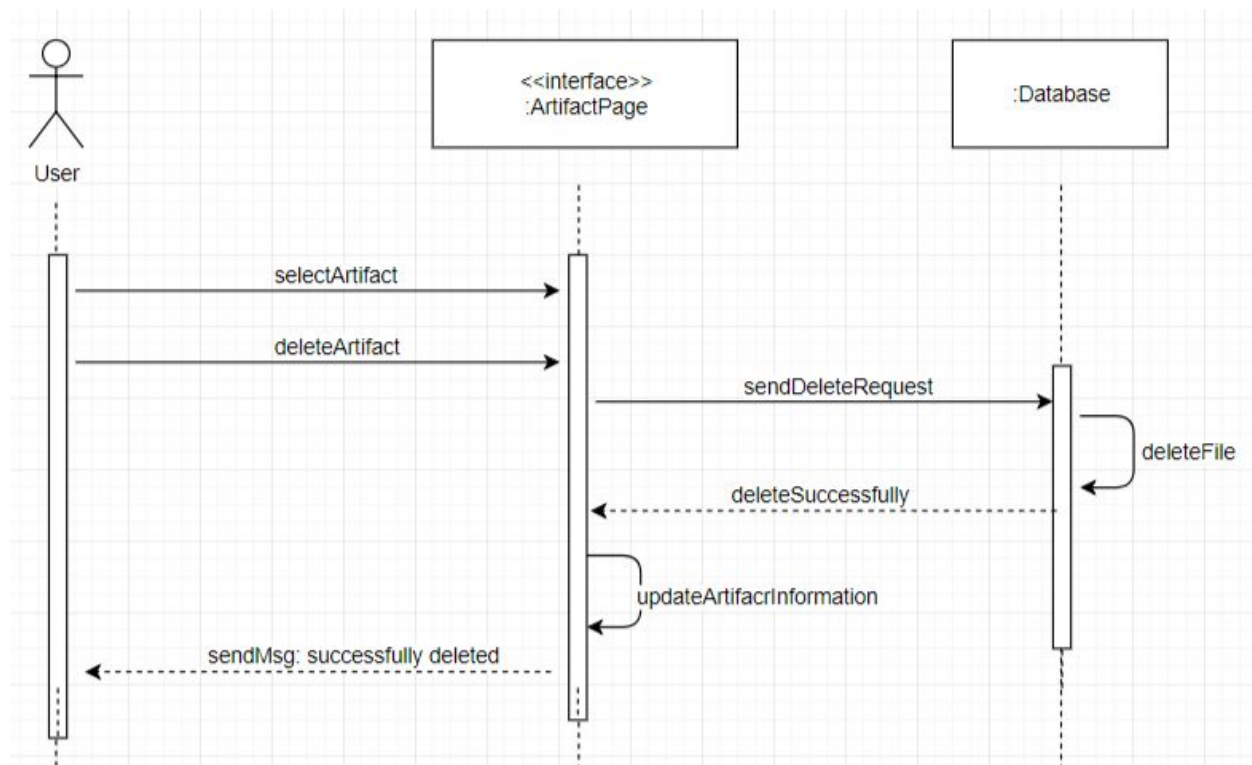 <<interface>>
:ArtifactPage
:Database
User
selectArtifact
deleteArtifact
sendDeleteRequest
deleteFile
deleteSuccessfully
updateArtifacrInformation
sendMsg: successfully deleted